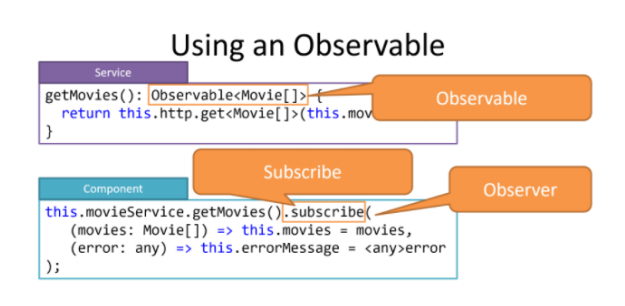 Using an Observable
Service
getMovies(): Observable<Movie[]> {
return this.http.get<Movie[]>(this.mov
}
Observable
Subscribe
Observer
Component
this.movieService.getMovies().subscribe(
(movies: Movie[]) => this.movies = movies,
(error: any) => this.errorMessage = <any>error
);